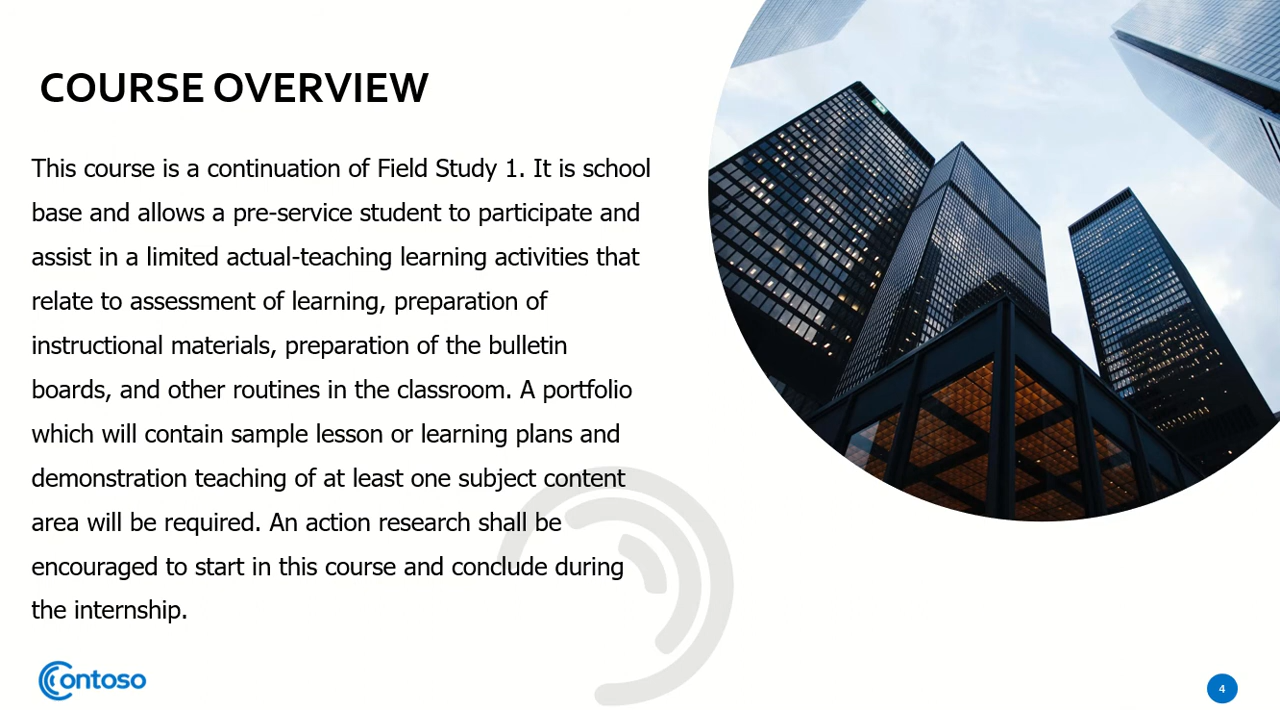 COURSE OVERVIEW
This course is a continuation of Field Study 1. It is school
base and allows a pre-service student to participate and
assist in a limited actual-teaching learning activities that
relate to assessment of learning, preparation of
instructional materials, preparation of the bulletin
boards, and other routines in the classroom. A portfolio
which will contain sample lesson or learning plans and
demonstration teaching of at least one subject content
area will be required. An action research shall be
encouraged to start in this course and conclude during
the internship.
Contoso
4